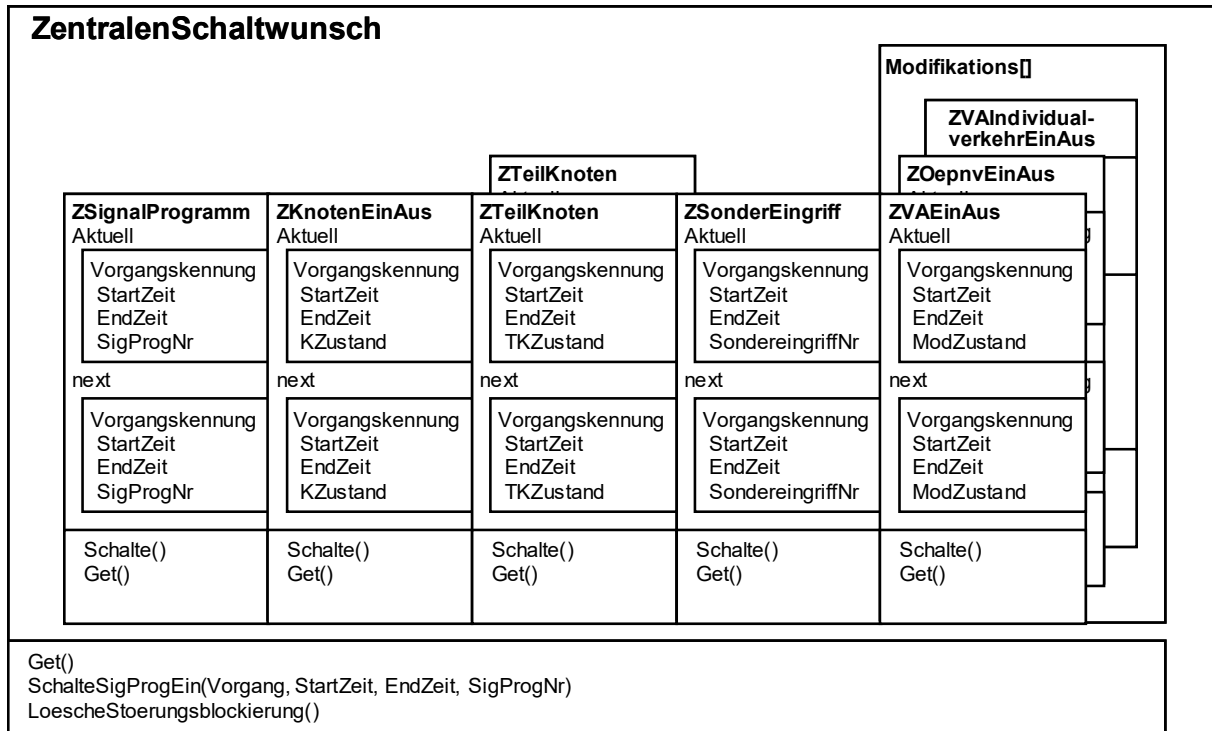 ZentralenSchaltwunsch
Modifikations[]
ZVAIndividual-
verkehrEinAus
ZTeilKnoten
ZOepnvEinAus
ZSignalProgramm
Aktuell
Vorgangskennung
StartZeit
EndZeit
SigProgNr
next
Vorgangskennung
StartZeit
EndZeit
SigProgNr
Schalte()
Get()
ZKnotenEinAus
Aktuell
Vorgangskennung
StartZeit
EndZeit
KZustand
next
Vorgangskennung
StartZeit
EndZeit
KZustand
Schalte()
Get()
ZTeilKnoten
Aktuell
Vorgangskennung
StartZeit
EndZeit
TKZustand
next
Vorgangskennung
StartZeit
EndZeit
TKZustand
Schalte()
Get()
ZSonderEingriff
Aktuell
Vorgangskennung
StartZeit
EndZeit
SondereingriffNr
next
Vorgangskennung
StartZeit
EndZeit
SondereingriffNr
Schalte()
Get()
ZVAEinAus
Aktuell
Vorgangskennung
StartZeit
EndZeit
ModZustand
next
Vorgangskennung
StartZeit
EndZeit
ModZustand
Schalte()
Get()
Get()
SchalteSigProgEin(Vorgang, StartZeit, EndZeit, SigProgNr)
LoescheStoerungsblockierung()